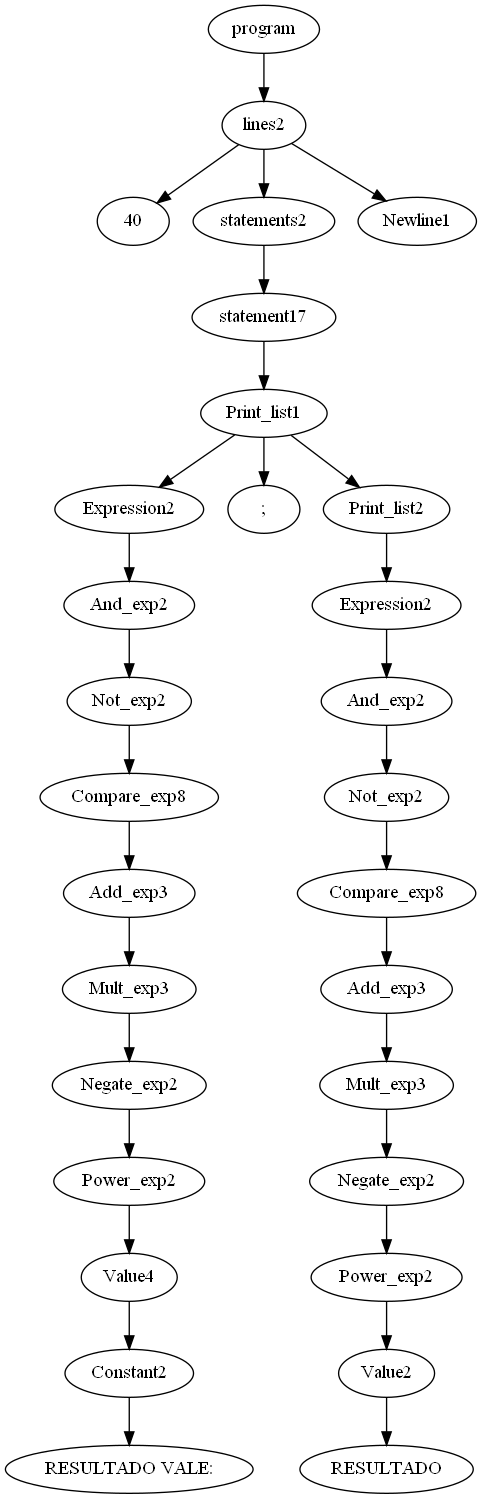 program
lines2
40 statements2 Newline1
statement17
Print_list1
Expression2 ; Print_list2
And_exp2 Expression2
Not_exp2 And_exp2
Compare_exp8 Not_exp2
Add_exp3 Compare_exp8
Mult_exp3 Add_exp3
Negate_exp2 Mult_exp3
Power_exp2 Negate_exp2
Value4 Power_exp2
Constant2 Value2
RESULTADO VALE: RESULTADO